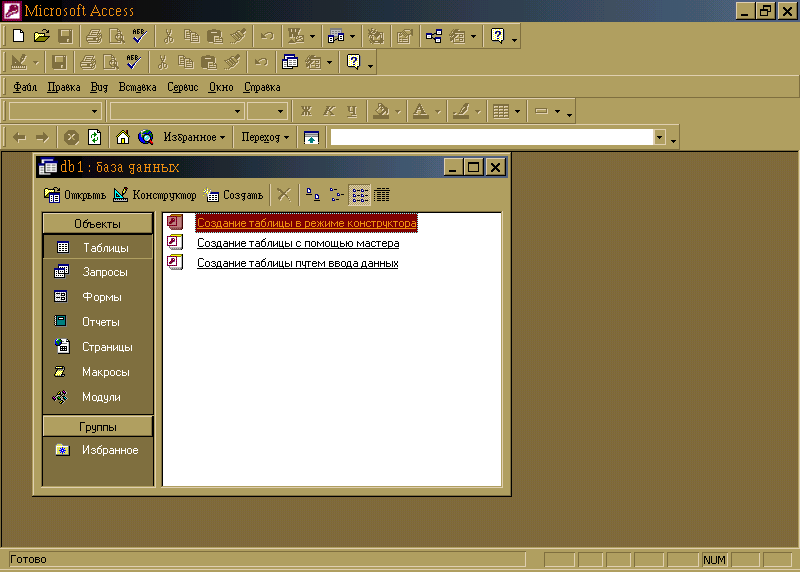 Microsoft Access
Файл Правка Вид Вставка Сервис Окно Справка
Ж К Ч
Избранное Переход
db1 : база данных
Открыть Конструктор Создать
Объекты
Таблицы
Запросы
Формы
Отчеты
Страницы
Макросы
Модули
Группы
Избранное
Создание таблицы в режиме конструктора
Создание таблицы с помощью мастера
Создание таблицы путем ввода данных
Готово
NUM